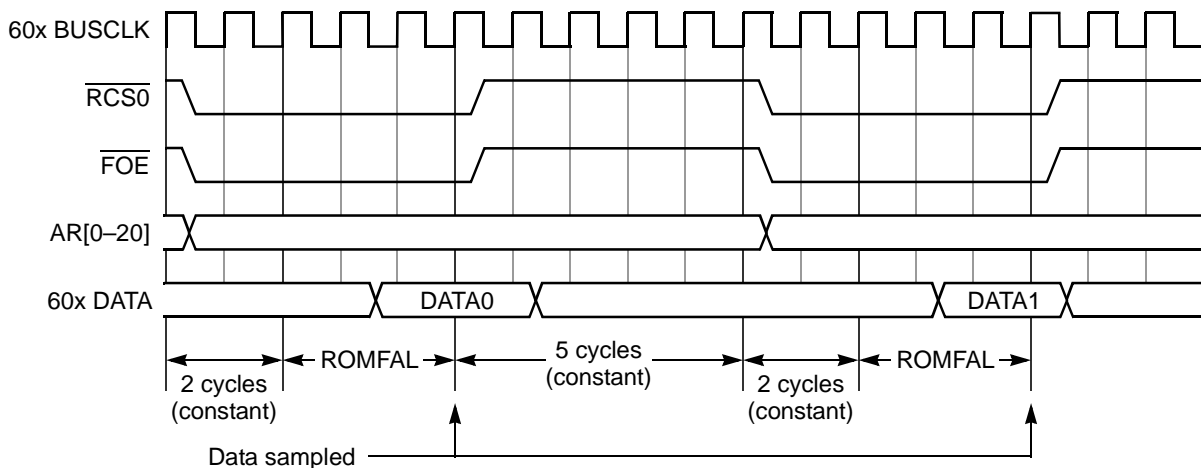 60x BUSCLK
RCS0
FOE
AR[0–20]
60x DATA
DATA0
DATA1
2 cycles
(constant)
ROMFAL
5 cycles
(constant)
2 cycles
(constant)
ROMFAL
Data sampled